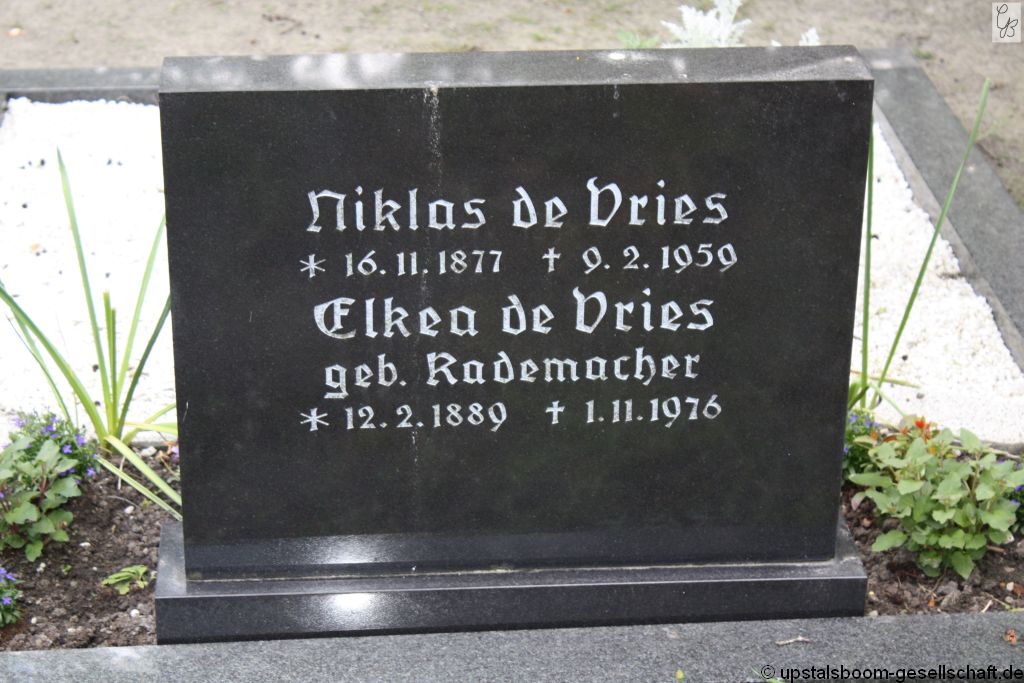 Niklas de Vries
* 16.11.1877 † 9.2.1959
Elkea de Vries
geb. Rademacher
* 12.2.1889 † 1.11.1976
© upstalsboom-gesellschaft.de